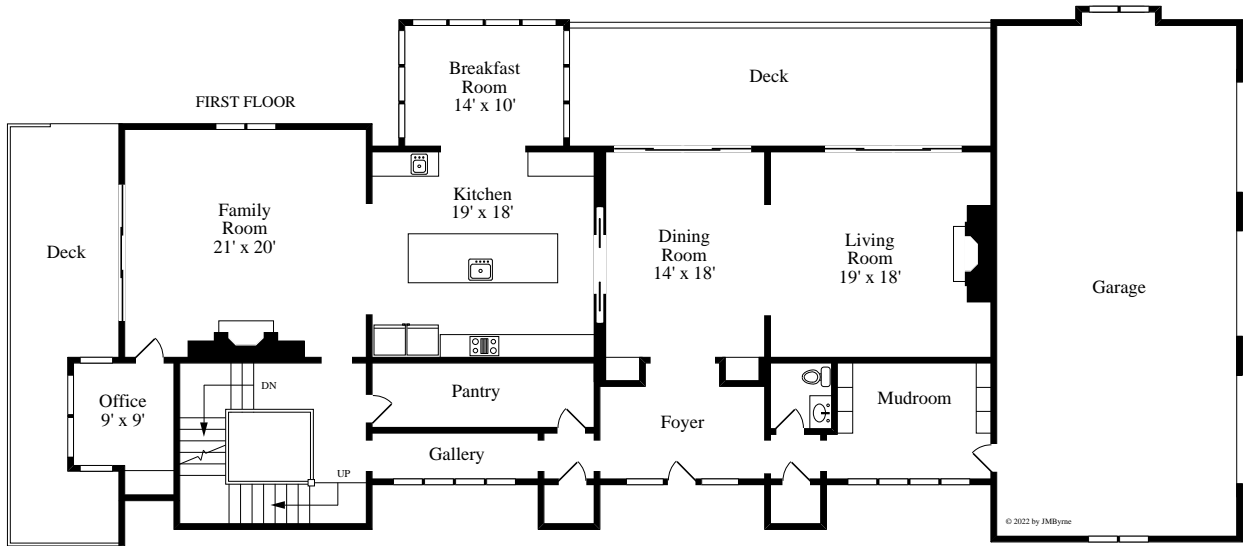 Breakfast
Room
14' x 10'
Deck
FIRST FLOOR
Kitchen
19' x 18'
Family
Room
21' x 20'
Deck
Dining
Room
14' x 18'
Living
Room
19' x 18'
Garage
DN
Office
9' x 9'
Pantry
Mudroom
Foyer
Gallery
UP
© 2022 by JMByrne